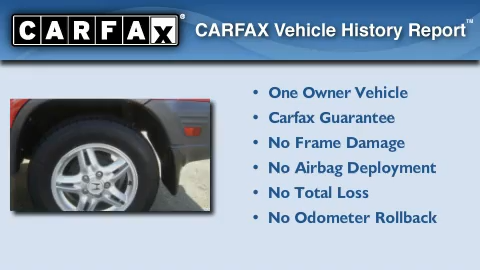 CARFAX® CARFAX Vehicle History Report™
• One Owner Vehicle
• Carfax Guarantee
• No Frame Damage
• No Airbag Deployment
• No Total Loss
• No Odometer Rollback